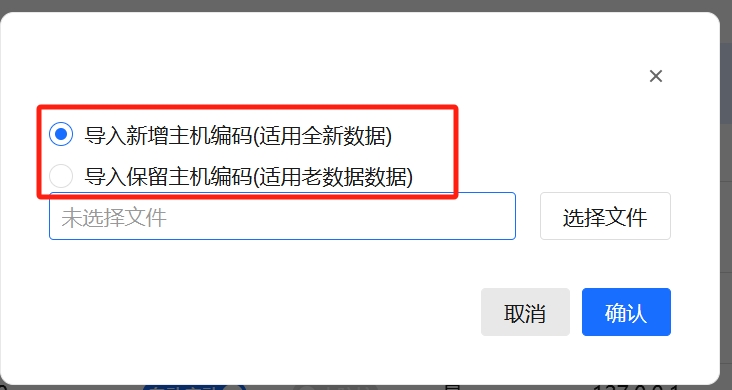 导入新增主机编码(适用全新数据)
导入保留主机编码(适用老数据数据)
未选择文件 选择文件
取消 确认